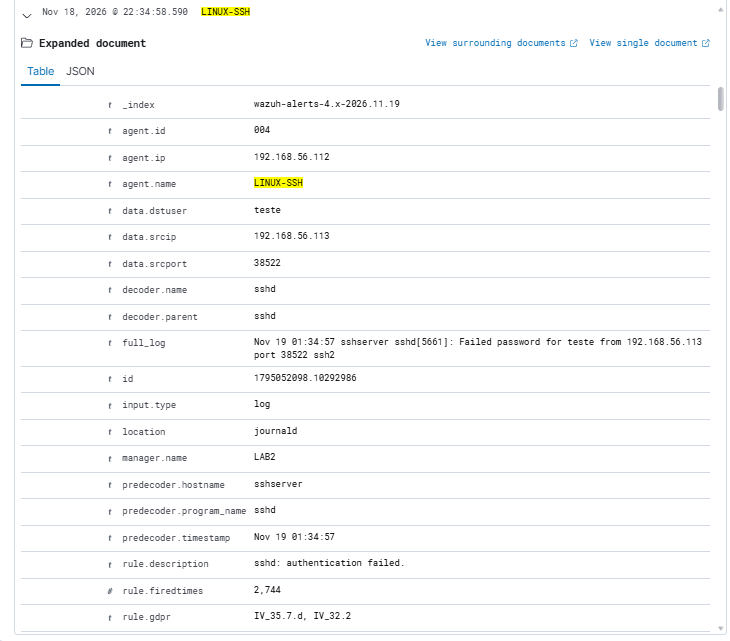 Nov 18, 2026 @ 22:34:58.590 LINUX-SSH
Expanded document View surrounding documents View single document
Table JSON
t _index wazuh-alerts-4.x-2026.11.19
t agent.id 004
t agent.ip 192.168.56.112
t agent.name LINUX-SSH
t data.dstuser teste
t data.srcip 192.168.56.113
t data.srcport 38522
t decoder.name sshd
t decoder.parent sshd
t full_log Nov 19 01:34:57 sshserver sshd[5661]: Failed password for teste from 192.168.56.113
port 38522 ssh2
t id 1795052098.10292986
t input.type log
t location journald
t manager.name LAB2
t predecoder.hostname sshserver
t predecoder.program_name sshd
t predecoder.timestamp Nov 19 01:34:57
t rule.description sshd: authentication failed.
# rule.firedtimes 2,744
t rule.gdpr IV_35.7.d, IV_32.2